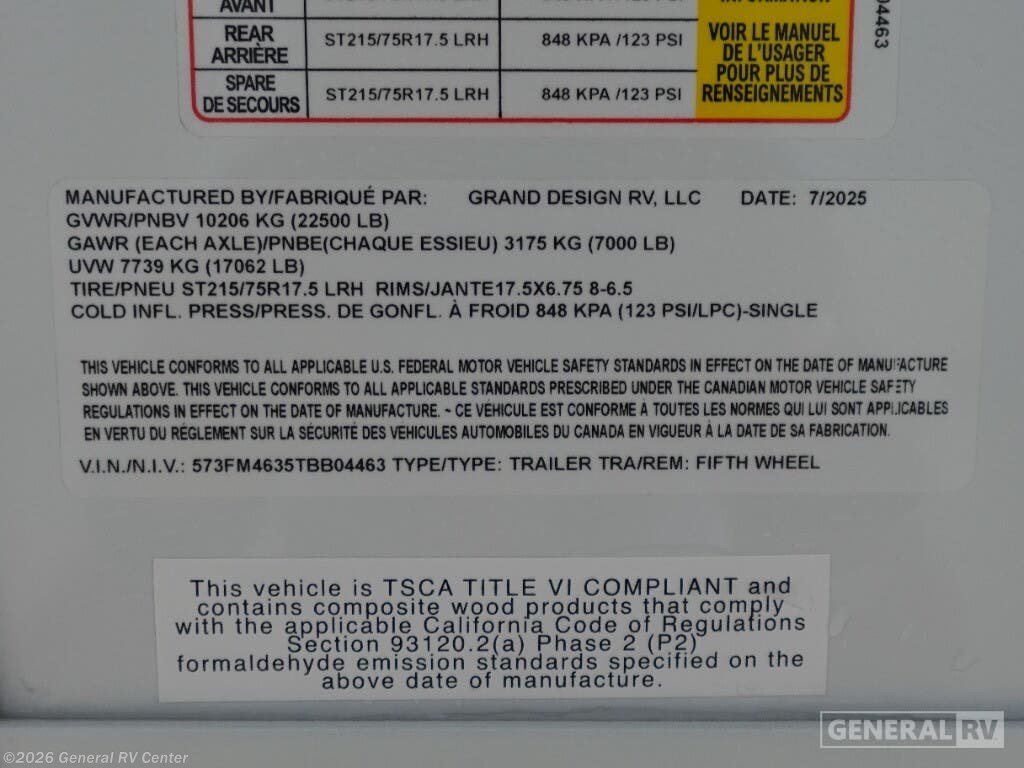 AVANT ST215/75R17.5 LRH 848 KPA /123 PSI INFORMATION
REAR
ARRIÈRE
ST215/75R17.5 LRH 848 KPA /123 PSI
SPARE
DE SECOURS
ST215/75R17.5 LRH 848 KPA /123 PSI
VOIR LE MANUEL
DE L'USAGER
POUR PLUS DE
RENSEIGNEMENTS
04463
MANUFACTURED BY/FABRIQUÉ PAR: GRAND DESIGN RV, LLC DATE: 7/2025
GVWR/PNBV 10206 KG (22500 LB)
GAWR (EACH AXLE)/PNBE(CHAQUE ESSIEU) 3175 KG (7000 LB)
UVW 7739 KG (17062 LB)
TIRE/PNEU ST215/75R17.5 LRH RIMS/JANTE17.5X6.75 8-6.5
COLD INFL. PRESS/PRESS. DE GONFL. À FROID 848 KPA (123 PSI/LPC)-SINGLE
THIS VEHICLE CONFORMS TO ALL APPLICABLE U.S. FEDERAL MOTOR VEHICLE SAFETY STANDARDS IN EFFECT ON THE DATE OF MANUFACTURE
SHOWN ABOVE. THIS VEHICLE CONFORMS TO ALL APPLICABLE STANDARDS PRESCRIBED UNDER THE CANADIAN MOTOR VEHICLE SAFETY
REGULATIONS IN EFFECT ON THE DATE OF MANUFACTURE. ~ CE VÉHICULE EST CONFORME À TOUTES LES NORMES QUI LUI SONT APPLICABLES
EN VERTU DU RÉGLEMENT SUR LA SÉCURITÉ DES VÉHICULES AUTOMOBILES DU CANADA EN VIGUEUR À LA DATE DE SA FABRICATION.
V.I.N./N.I.V.: 573FM4635TBB04463 TYPE/TYPE: TRAILER TRA/REM: FIFTH WHEEL
This vehicle is TSCA TITLE VI COMPLIANT and
contains composite wood products that comply
with the applicable California Code of Regulations
Section 93120.2(a) Phase 2 (P2)
formaldehyde emission standards specified on the
above date of manufacture.
GENERAL RV
©2026 General RV Center